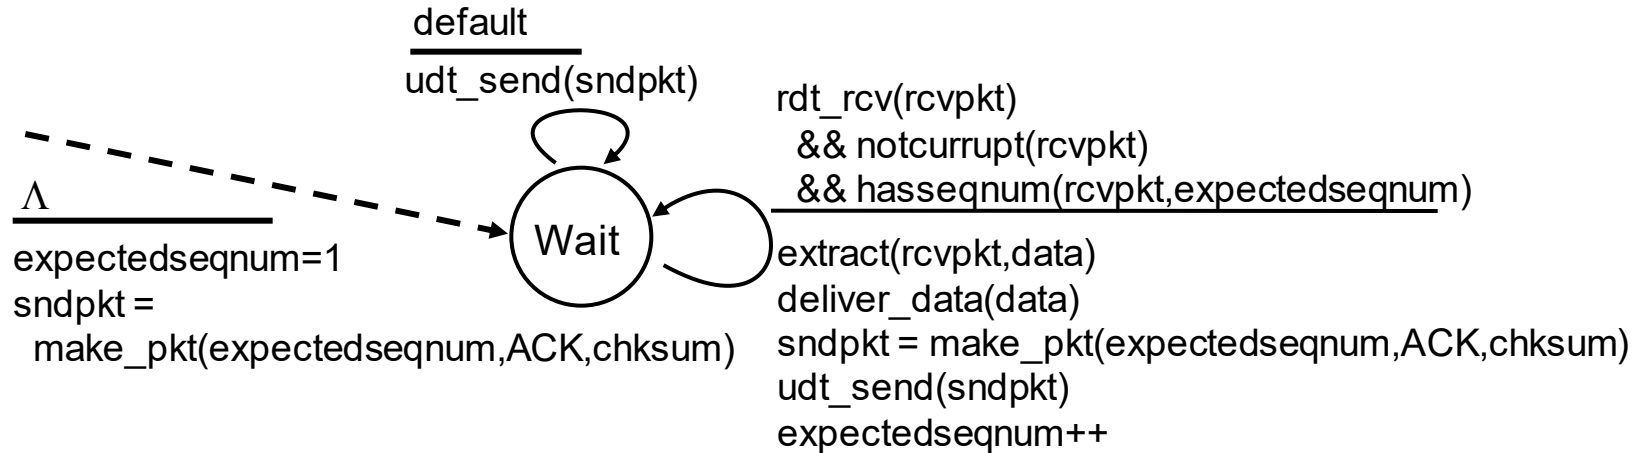 default
udt_send(sndpkt)
Λ
expectedseqnum=1
sndpkt =
make_pkt(expectedseqnum,ACK,chksum)
Wait
rdt_rcv(rcvpkt)
&& notcurrupt(rcvpkt)
&& hasseqnum(rcvpkt,expectedseqnum)
extract(rcvpkt,data)
deliver_data(data)
sndpkt = make_pkt(expectedseqnum,ACK,chksum)
udt_send(sndpkt)
expectedseqnum++